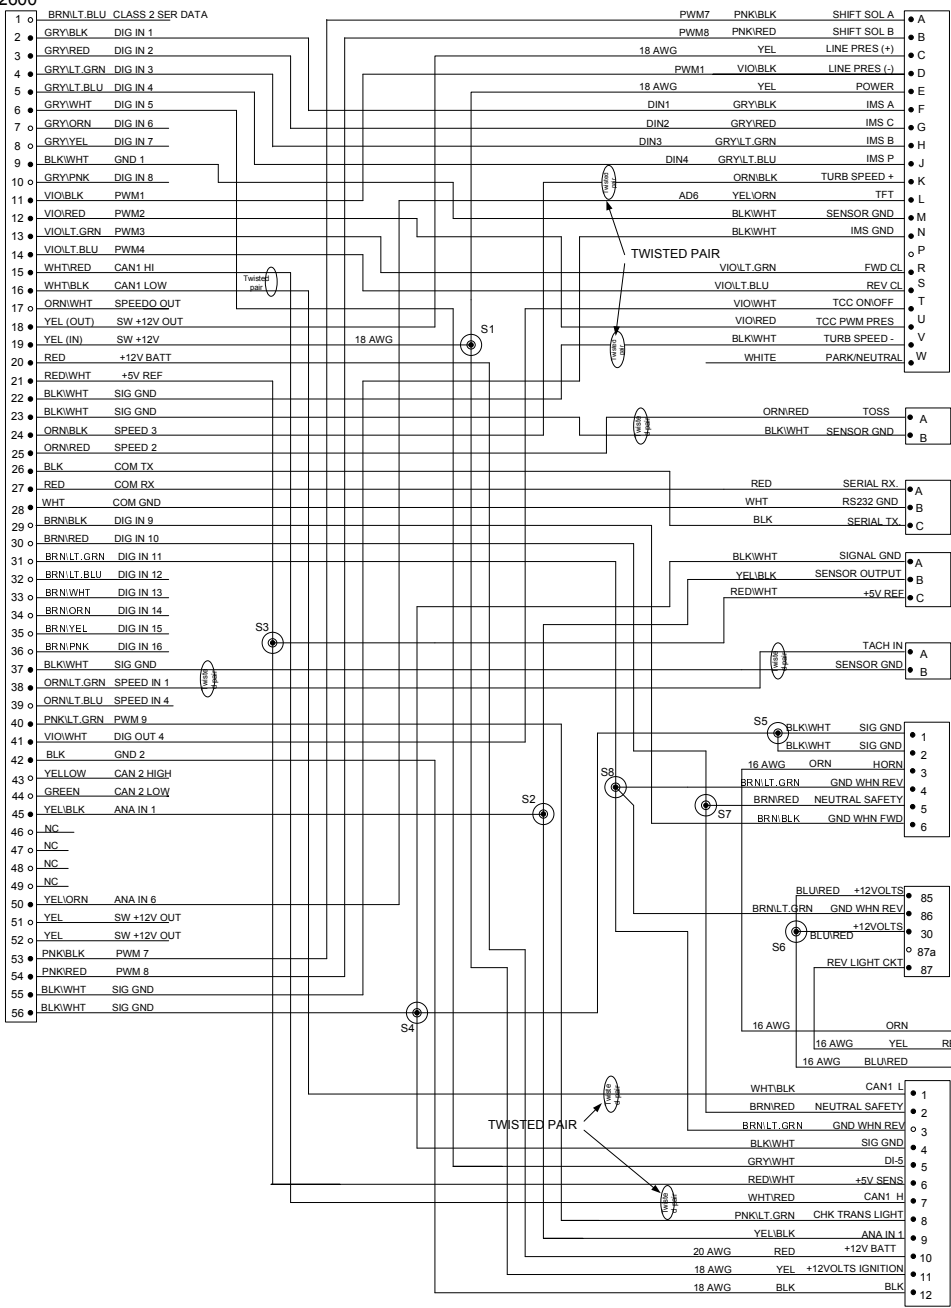 2600
1 BRN\LT.BLU CLASS 2 SER DATA
2 GRY\BLK DIG IN 1
3 GRY\RED DIG IN 2
4 GRY\LT.GRN DIG IN 3
5 GRY\LT.BLU DIG IN 4
6 GRY\WHT DIG IN 5
7 GRY\ORN DIG IN 6
8 GRY\YEL DIG IN 7
9 BLK\WHT GND 1
10 GRY\PNK DIG IN 8
11 VIO\BLK PWM1
12 VIO\RED PWM2
13 VIO\LT.GRN PWM3
14 VIO\LT.BLU PWM4
15 WHT\RED CAN1 HI
16 WHT\BLK CAN1 LOW
17 ORN\WHT SPEEDO OUT
18 YEL (OUT) SW +12V OUT
19 YEL (IN) SW +12V 18 AWG
20 RED +12V BATT
21 RED\WHT +5V REF
22 BLK\WHT SIG GND
23 BLK\WHT SIG GND
24 ORN\BLK SPEED 3
25 ORN\RED SPEED 2
26 BLK COM TX
27 RED COM RX
28 WHT COM GND
29 BRN\BLK DIG IN 9
30 BRN\RED DIG IN 10
31 BRN\LT.GRN DIG IN 11
32 BRN\LT.BLU DIG IN 12
33 BRN\WHT DIG IN 13
34 BRN\ORN DIG IN 14
35 BRN\YEL DIG IN 15
36 BRN\PNK DIG IN 16
37 BLK\WHT SIG GND
38 ORN\LT.GRN SPEED IN 1
39 ORN\LT.BLU SPEED IN 4
40 PNK\LT.GRN PWM 9
41 VIO\WHT DIG OUT 4
42 BLK GND 2
43 YELLOW CAN 2 HIGH
44 GREEN CAN 2 LOW
45 YEL\BLK ANA IN 1
46 NC
47 NC
48 NC
49 NC
50 YEL\ORN ANA IN 6
51 YEL SW +12V OUT
52 YEL SW +12V OUT
53 PNK\BLK PWM 7
54 PNK\RED PWM 8
55 BLK\WHT SIG GND
56 BLK\WHT SIG GND
Twisted pair
Twisted pair
S3
S4
S1
S2
Twisted pair
TWISTED PAIR
Twisted pair
Twisted pair
Twisted pair
S5
S8
S7
S6
Twisted pair
TWISTED PAIR
Twisted pair
PWM7 PNK\BLK SHIFT SOL A A
PWM8 PNK\RED SHIFT SOL B B
18 AWG YEL LINE PRES (+) C
PWM1 VIO\BLK LINE PRES (-) D
18 AWG YEL POWER E
DIN1 GRY\BLK IMS A F
DIN2 GRY\RED IMS C G
DIN3 GRY\LT.GRN IMS B H
DIN4 GRY\LT.BLU IMS P J
ORN\BLK TURB SPEED + K
AD6 YEL\ORN TFT L
BLK\WHT SENSOR GND M
BLK\WHT IMS GND N
P
VIO\LT.GRN FWD CL R
VIO\LT.BLU REV CL S
VIO\WHT TCC ON\OFF T
VIO\RED TCC PWM PRES U
BLK\WHT TURB SPEED - V
WHITE PARK/NEUTRAL W
ORN\RED TOSS A
BLK\WHT SENSOR GND B
RED SERIAL RX. A
WHT RS232 GND B
BLK SERIAL TX. C
BLK\WHT SIGNAL GND A
YEL\BLK SENSOR OUTPUT B
RED\WHT +5V REF C
TACH IN A
SENSOR GND B
BLK\WHT SIG GND 1
BLK\WHT SIG GND 2
16 AWG ORN HORN 3
BRN\LT.GRN GND WHN REV 4
BRN\RED NEUTRAL SAFETY 5
BRN\BLK GND WHN FWD 6
BLU\RED +12VOLTS 85
BRN\LT.GRN GND WHN REV 86
BLU\RED +12VOLTS 30
87a
REV LIGHT CKT 87
16 AWG ORN
16 AWG YEL RE
16 AWG BLU\RED
WHT\BLK CAN1 L 1
BRN\RED NEUTRAL SAFETY 2
BRN\LT.GRN GND WHN REV 3
BLK\WHT SIG GND 4
GRY\WHT DI-5 5
RED\WHT +5V SENS 6
WHT\RED CAN1 H 7
PNK\LT.GRN CHK TRANS LIGHT 8
YEL\BLK ANA IN 1 9
20 AWG RED +12V BATT 10
18 AWG YEL +12VOLTS IGNITION 11
18 AWG BLK BLK 12